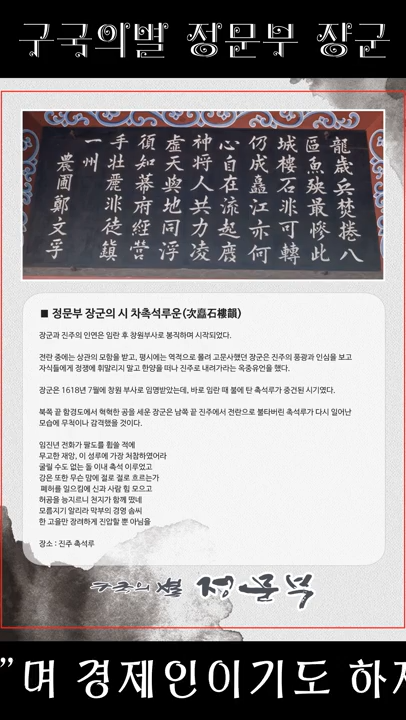 구국의별 정문부 장군
龍歲兵焚捲八
區魚殃最慘此
城樓石非可轉
仍成矗江亦何
心自在流起廢
神將人共力凌
虛天與地同浮
須知幕府經營
手壯麗非徒鎭
一州
農圃鄭文孚
■ 정문부 장군의 시 차촉석루운(次矗石樓韻)
장군과 진주의 인연은 임란 후 창원부사로 봉직하며 시작되었다.
전란 중에는 상관의 모함을 받고, 평시에는 역적으로 몰려 고문사했던 장군은 진주의 풍광과 인심을 보고
자식들에게 정쟁에 휘말리지 말고 한양을 떠나 진주로 내려가라는 옥중유언을 했다.
장군은 1618년 7월에 창원 부사로 임명받았는데, 바로 임란 때 불에 탄 촉석루가 중건된 시기였다.
북쪽 끝 함경도에서 혁혁한 공을 세운 장군은 남쪽 끝 진주에서 전란으로 불타버린 촉석루가 다시 일어난
모습에 무척이나 감격했을 것이다.
임진년 전화가 팔도를 휩쓸 적에
무고한 재앙, 이 성루에 가장 처참하였어라
굴릴 수도 없는 돌 이내 촉석 이루었고
강은 또한 무슨 맘에 절로 절로 흐르는가
폐허를 일으킴에 신과 사람 힘 모으고
허공을 능지르니 천지가 함께 떴네
모름지기 알리라 막부의 경영 솜씨
한 고을만 장려하게 진압할 뿐 아님을
장소 : 진주 촉석루
구국의 별 정문부
”며 경제인이기도 하